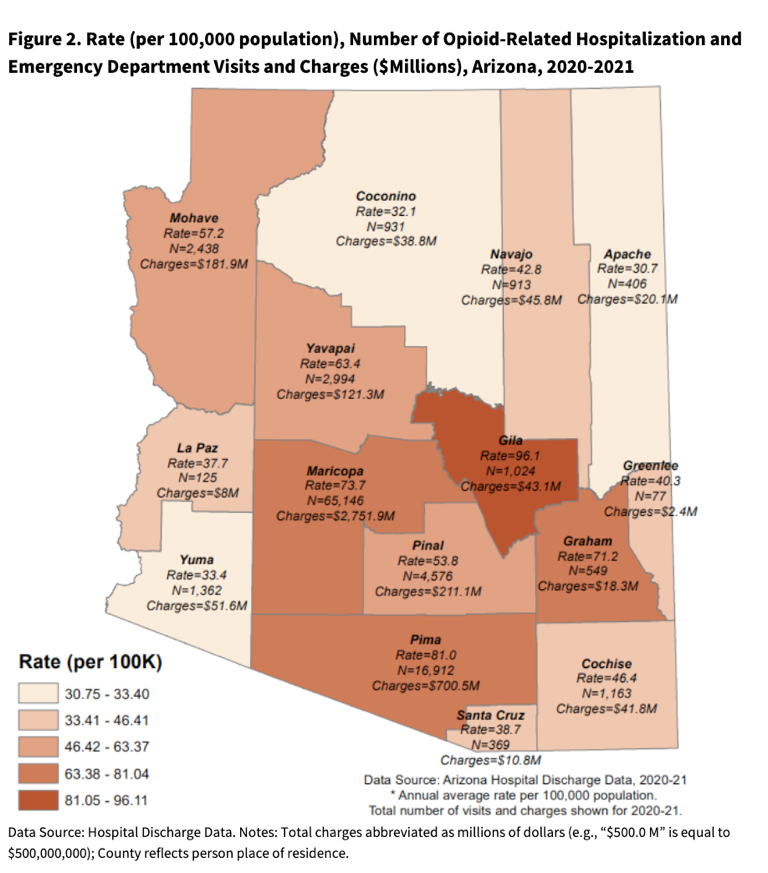 Figure 2. Rate (per 100,000 population), Number of Opioid-Related Hospitalization and
Emergency Department Visits and Charges ($Millions), Arizona, 2020-2021
Mohave
Rate=57.2
N=2,438
Charges=$181.9M
Coconino
Rate=32.1
N=931
Charges=$38.8M
Navajo
Rate=42.8
N=913
Charges=$45.8M
Apache
Rate=30.7
N=406
Charges=$20.1M
Yavapai
Rate=63.4
N=2,994
Charges=$121.3M
La Paz
Rate=37.7
N=125
Charges=$8M
Maricopa
Rate=73.7
N=65,146
Charges=$2,751.9M
Gila
Rate=96.1
N=1,024
Charges=$43.1M
Greenlee
Rate=40.3
N=77
Charges=$2.4M
Yuma
Rate=33.4
N=1,362
Charges=$51.6M
Pinal
Rate=53.8
N=4,576
Charges=$211.1M
Graham
Rate=71.2
N=549
Charges=$18.3M
Pima
Rate=81.0
N=16,912
Charges=$700.5M
Cochise
Rate=46.4
N=1,163
Charges=$41.8M
Santa Cruz
Rate=38.7
N=369
Charges=$10.8M
Rate (per 100K)
30.75 - 33.40
33.41 - 46.41
46.42 - 63.37
63.38 - 81.04
81.05 - 96.11
Data Source: Arizona Hospital Discharge Data, 2020-21
* Annual average rate per 100,000 population.
Total number of visits and charges shown for 2020-21.
Data Source: Hospital Discharge Data. Notes: Total charges abbreviated as millions of dollars (e.g., “$500.0 M” is equal to
$500,000,000); County reflects person place of residence.